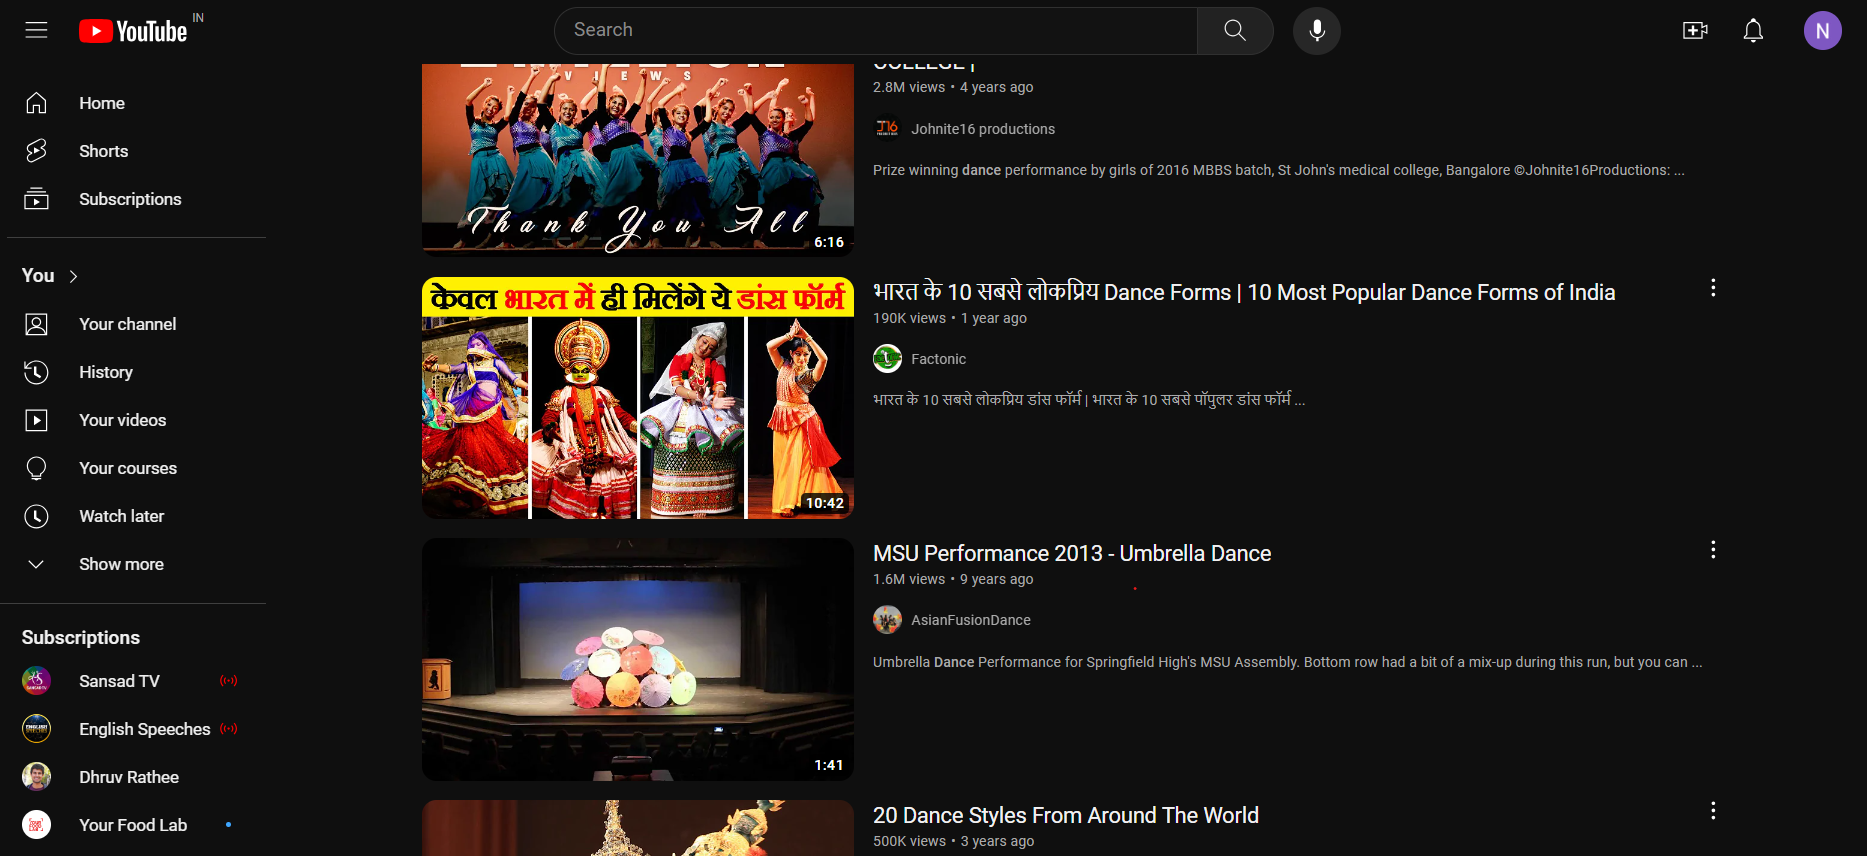 YouTube IN
Search
N
Home
Shorts
Subscriptions
You
Your channel
History
Your videos
Your courses
Watch later
Show more
Subscriptions
Sansad TV
English Speeches
Dhruv Rathee
Your Food Lab
VIEWS
Thank You All
6:16
COLLEGE |
2.8M views • 4 years ago
J16
Johnite16 productions
Prize winning dance performance by girls of 2016 MBBS batch, St John's medical college, Bangalore ©Johnite16Productions: ...
केवल भारत में ही मिलेंगे ये डांस फॉर्म
10:42
भारत के 10 सबसे लोकप्रिय Dance Forms | 10 Most Popular Dance Forms of India
190K views • 1 year ago
Factonic
भारत के 10 सबसे लोकप्रिय डांस फॉर्म | भारत के 10 सबसे पॉपुलर डांस फॉर्म ...
1:41
MSU Performance 2013 - Umbrella Dance
1.6M views • 9 years ago
AsianFusionDance
Umbrella Dance Performance for Springfield High's MSU Assembly. Bottom row had a bit of a mix-up during this run, but you can ...
20 Dance Styles From Around The World
500K views • 3 years ago